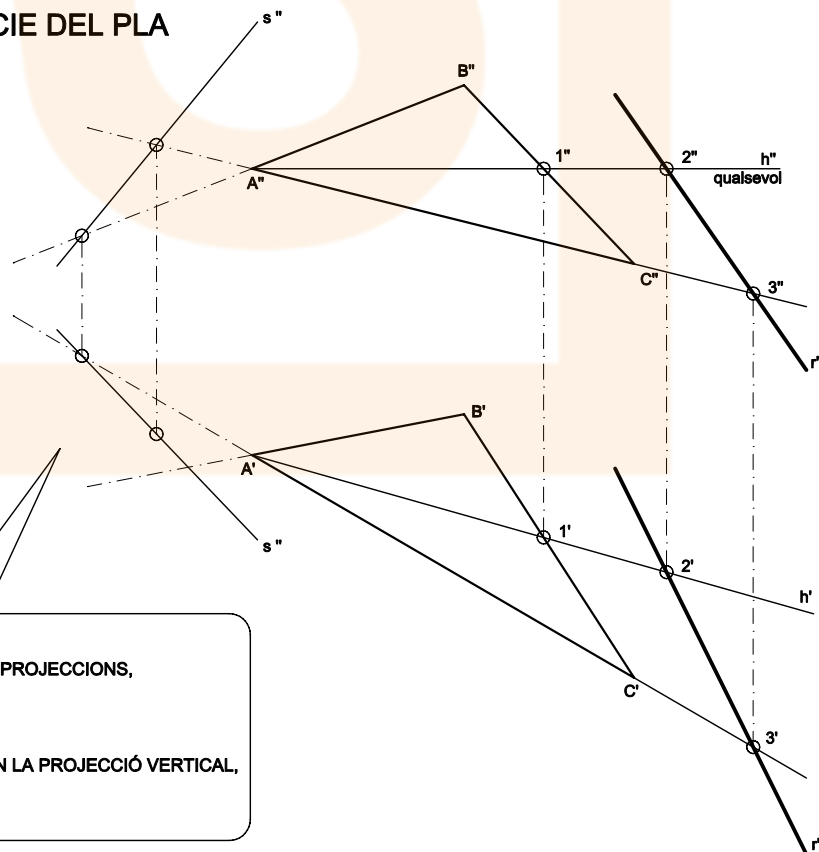 CIE DEL PLA
s "
B"
1"
2"
h"
qualsevol
A"
C"
3"
r'
B'
A'
1'
2'
s "
h'
PROJECCIONS,
C'
3'
N LA PROJECCIÓ VERTICAL,
r'